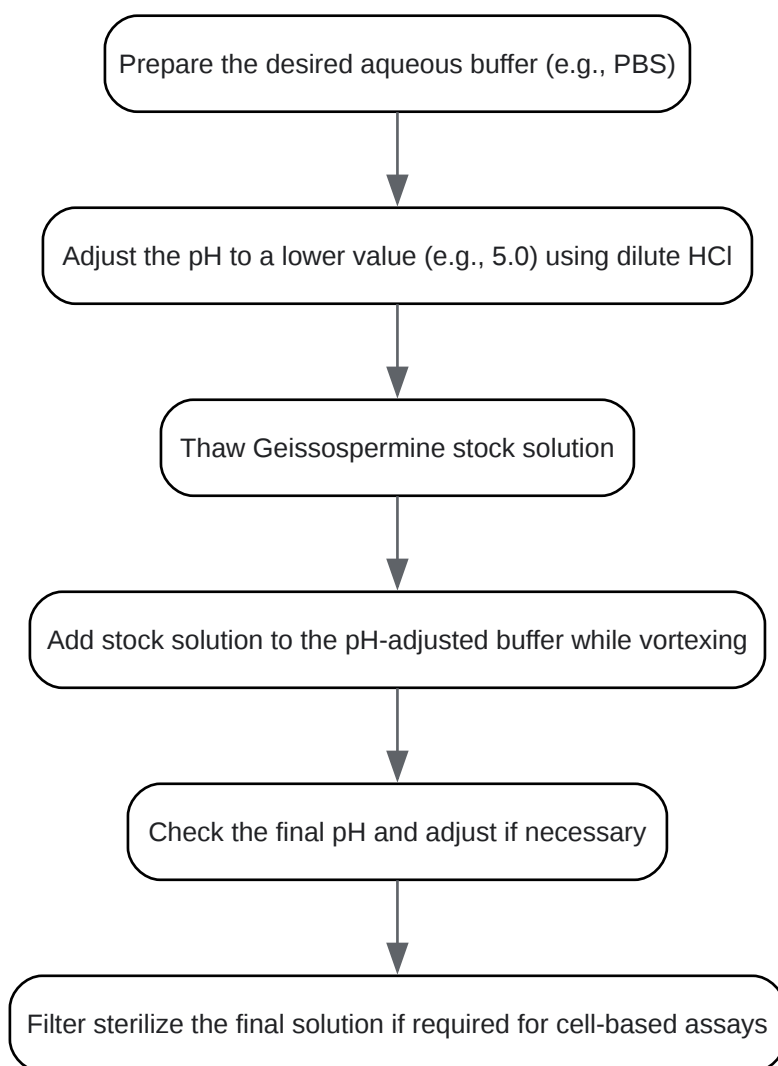 Prepare the desired aqueous buffer (e.g., PBS)
Adjust the pH to a lower value (e.g., 5.0) using dilute HCl
Thaw Geissospermine stock solution
Add stock solution to the pH-adjusted buffer while vortexing
Check the final pH and adjust if necessary
Filter sterilize the final solution if required for cell-based assays